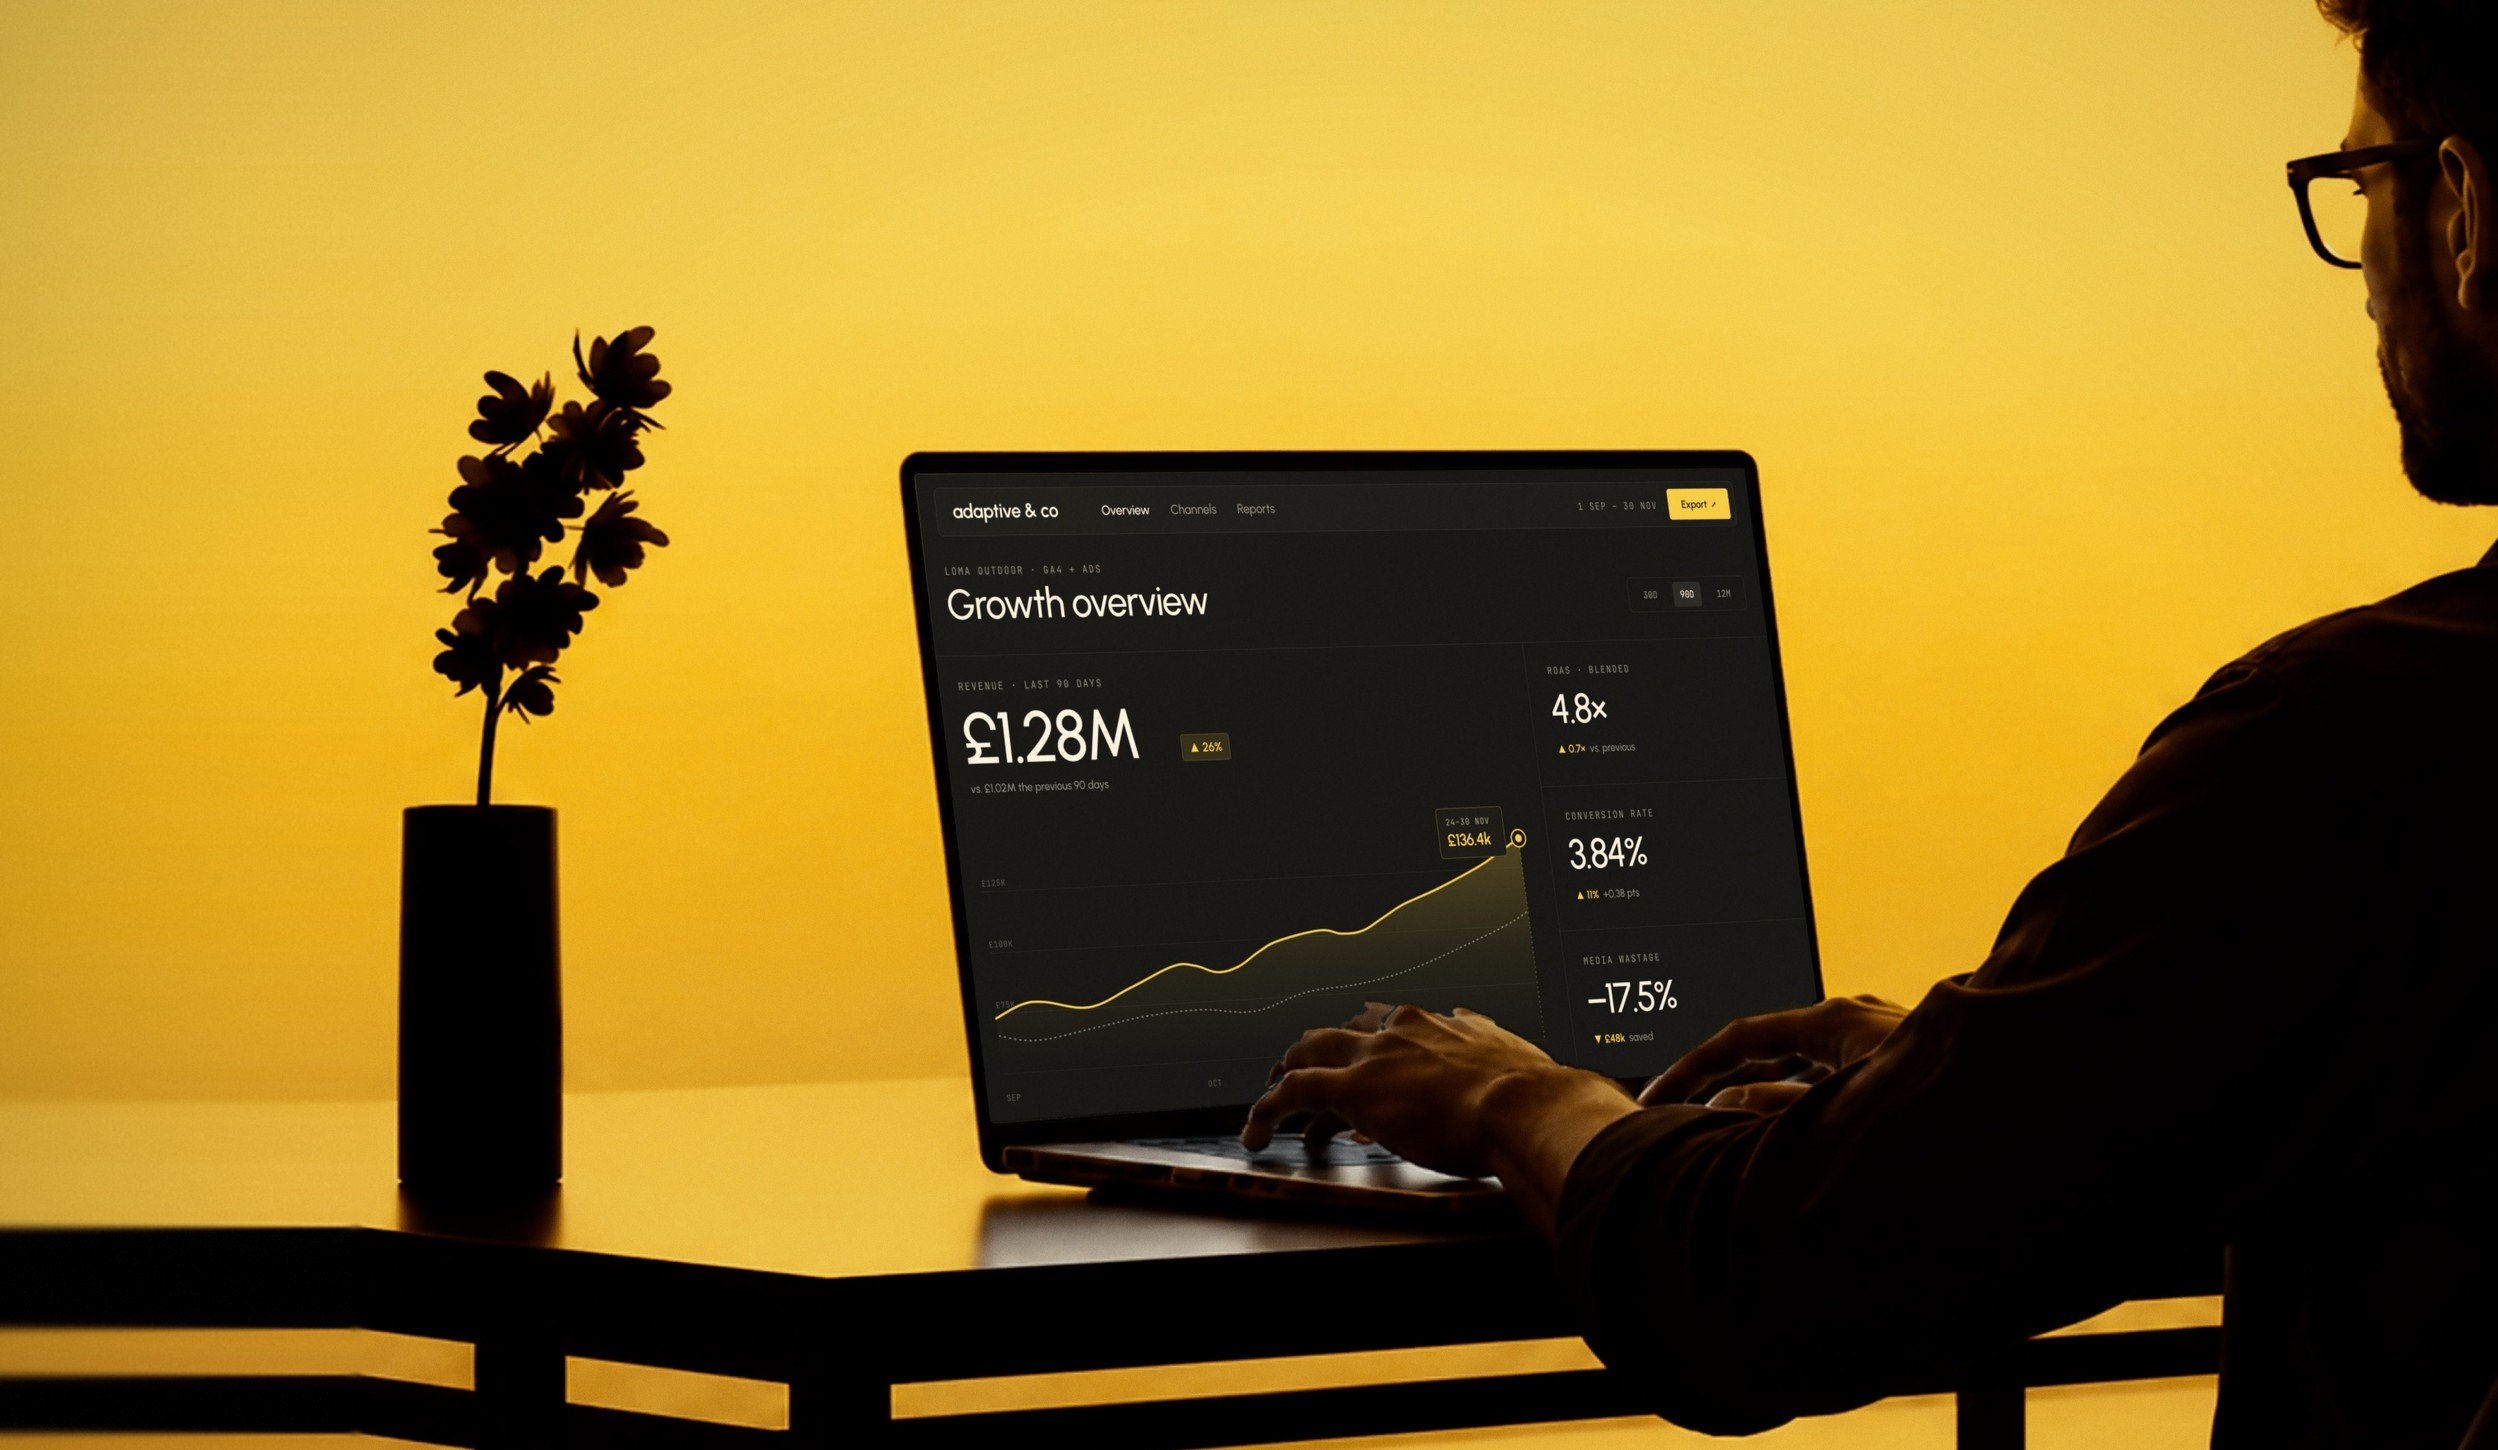 adaptive & co
Overview Channels Reports
1 SEP – 30 NOV
Export ↗
LOMA OUTDOOR · GA4 + ADS
Growth overview
30D 90D 12M
REVENUE · LAST 90 DAYS
£1.28M
▲ 26%
vs. £1.02M the previous 90 days
24–30 NOV
£136.4k
£125K
£100K
£75K
SEP
OCT
ROAS · BLENDED
4.8×
▲ 0.7× vs. previous
CONVERSION RATE
3.84%
▲ 11% +0.38 pts
MEDIA WASTAGE
–17.5%
▼ £48k saved